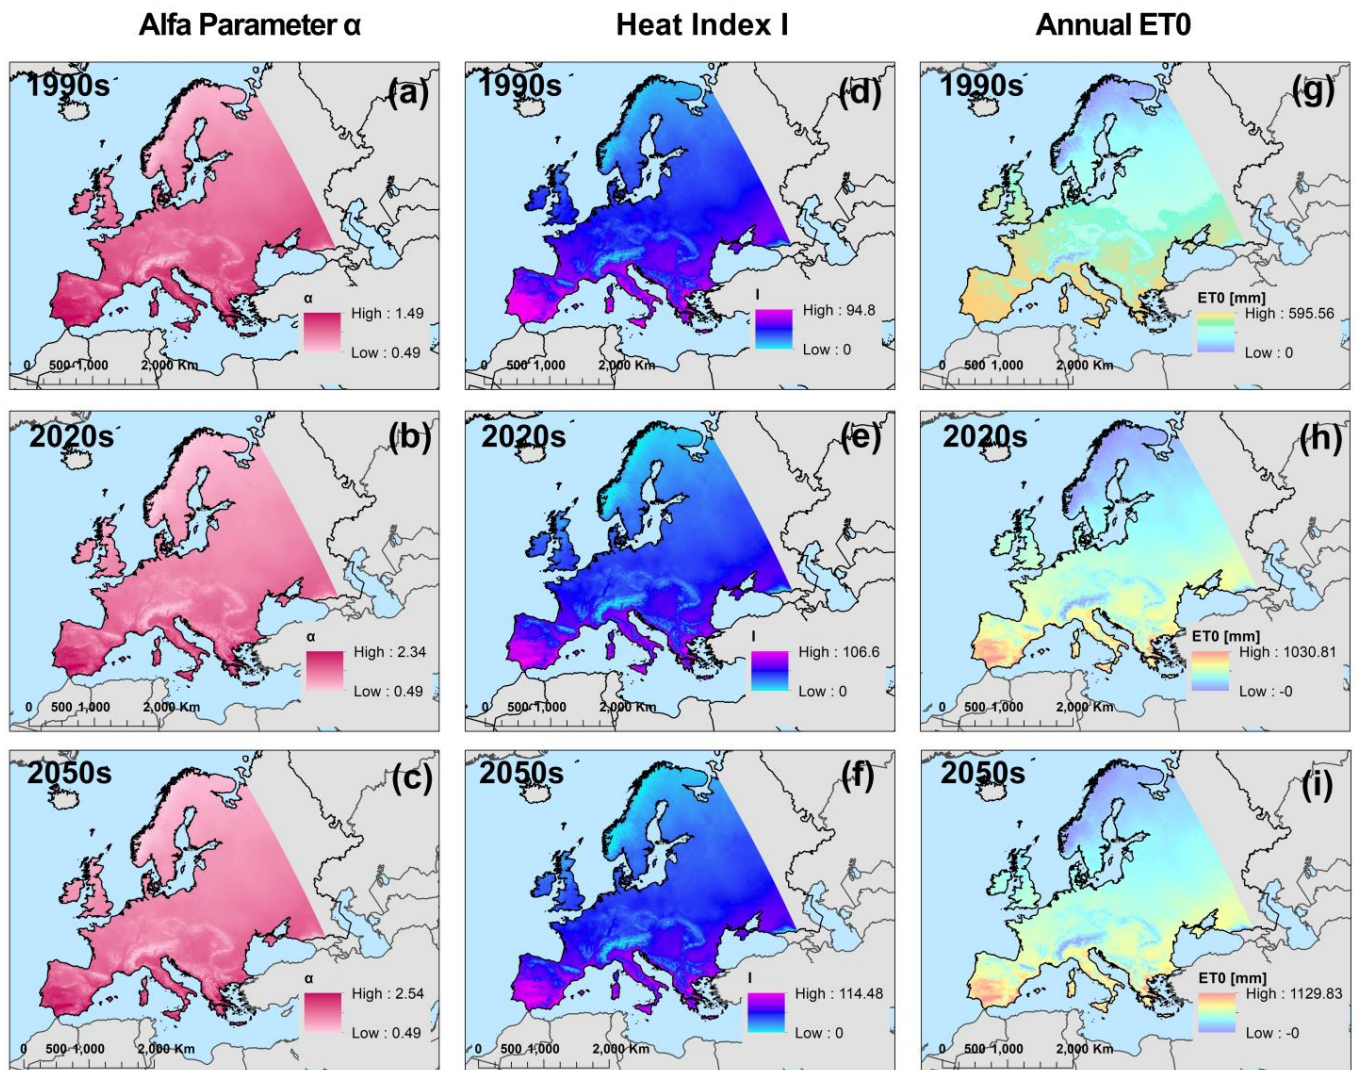 Alfa Parameter α
Heat Index I
Annual ET0
1990s
(a)
α
High : 1.49
Low : 0.49
0 500 1,000 2,000 Km
1990s
(d)
I
High : 94.8
Low : 0
0 500 1,000 2,000 Km
1990s
(g)
ET0 [mm]
High : 595.56
Low : 0
0 500 1,000 2,000 Km
2020s
(b)
α
High : 2.34
Low : 0.49
0 500 1,000 2,000 Km
2020s
(e)
I
High : 106.6
Low : 0
0 500 1,000 2,000 Km
2020s
(h)
ET0 [mm]
High : 1030.81
Low : -0
0 500 1,000 2,000 Km
2050s
(c)
α
High : 2.54
Low : 0.49
0 500 1,000 2,000 Km
2050s
(f)
I
High : 114.48
Low : 0
0 500 1,000 2,000 Km
2050s
(i)
ET0 [mm]
High : 1129.83
Low : -0
0 500 1,000 2,000 Km